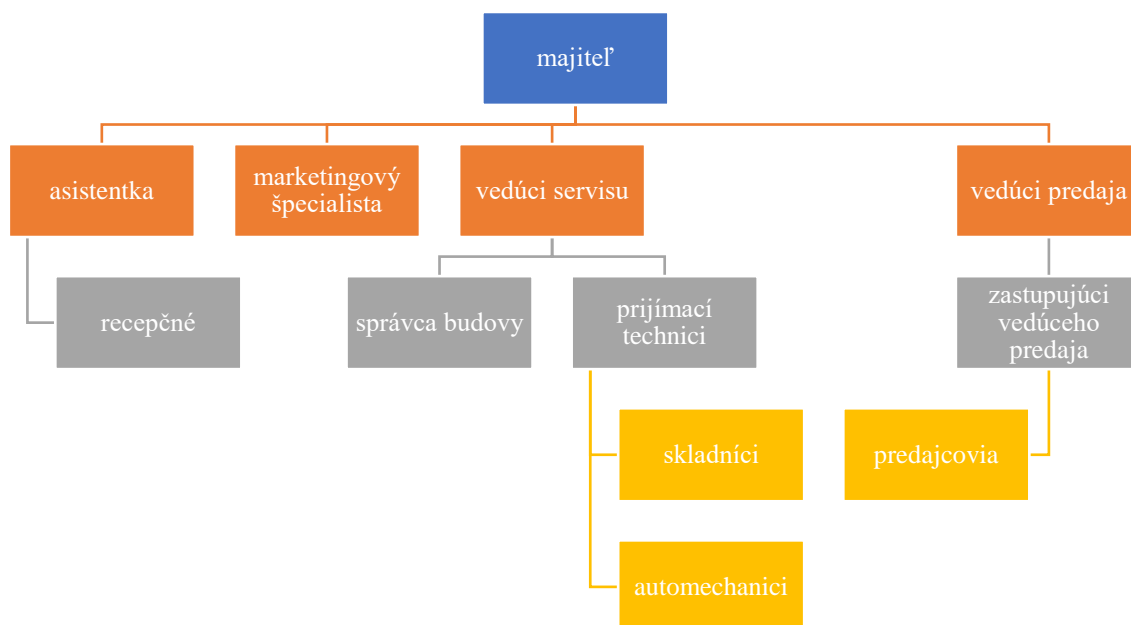 majiteľ
asistentka
marketingový
špecialista
vedúci servisu
vedúci predaja
recepčné
správca budovy
prijímací
technici
zastupujúci
vedúceho
predaja
skladníci
predajcovia
automechanici